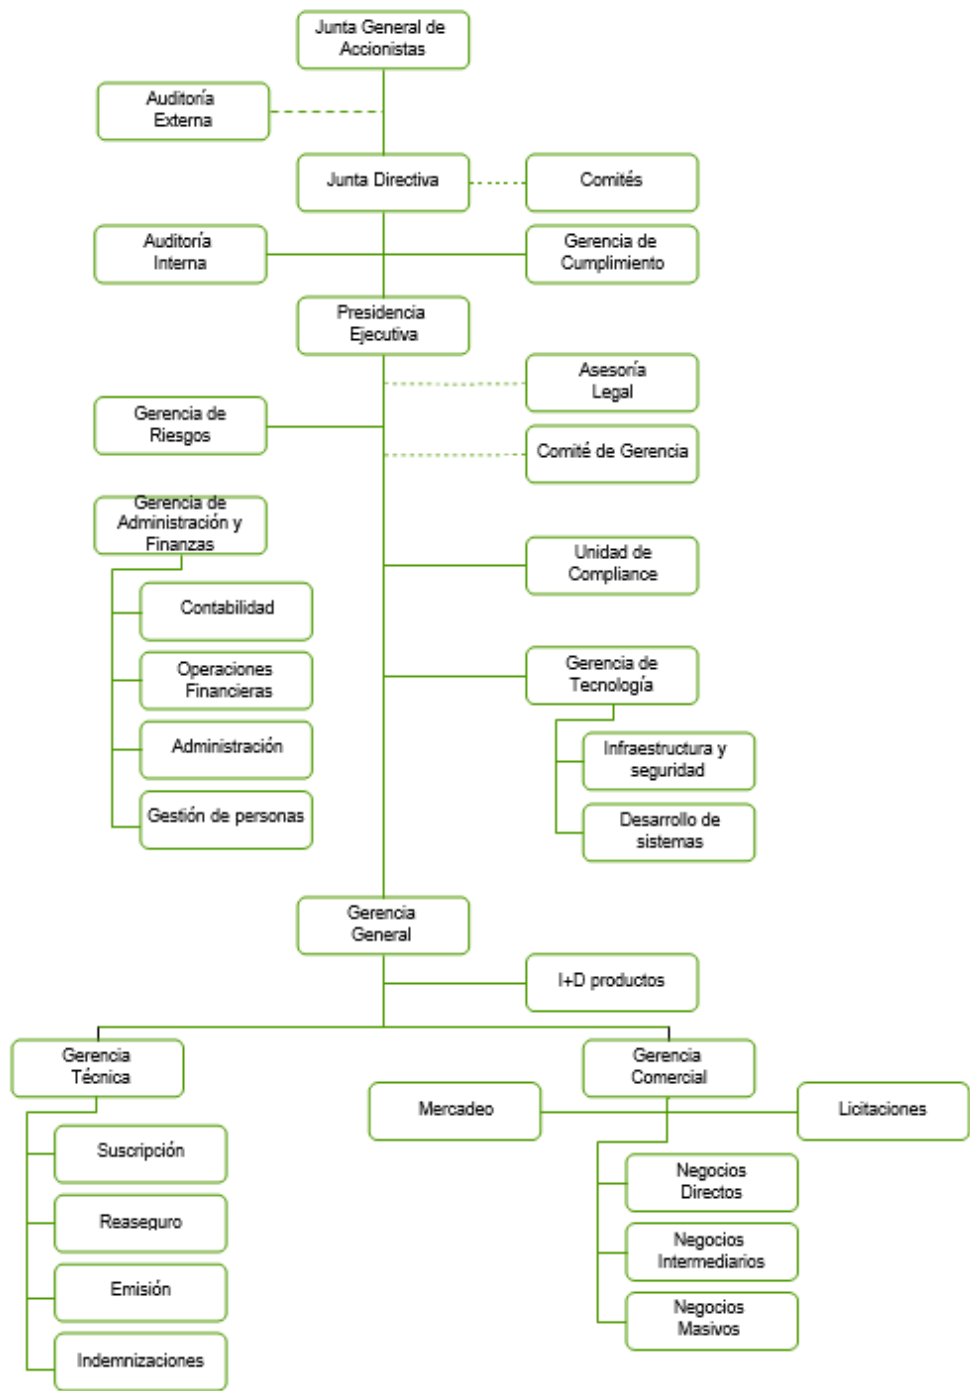 Junta General de
Accionistas
Auditoría
Externa
Junta Directiva
Comités
Auditoría
Interna
Gerencia de
Cumplimiento
Presidencia
Ejecutiva
Asesoría
Legal
Gerencia de
Riesgos
Comité de Gerencia
Gerencia de
Administración y
Finanzas
Unidad de
Compliance
Contabilidad
Operaciones
Financieras
Administración
Gestión de personas
Gerencia de
Tecnología
Infraestructura y
seguridad
Desarrollo de
sistemas
Gerencia
General
I+D productos
Gerencia
Técnica
Gerencia
Comercial
Mercadeo
Licitaciones
Suscripción
Reaseguro
Emisión
Indemnizaciones
Negocios
Directos
Negocios
Intermediarios
Negocios
Masivos